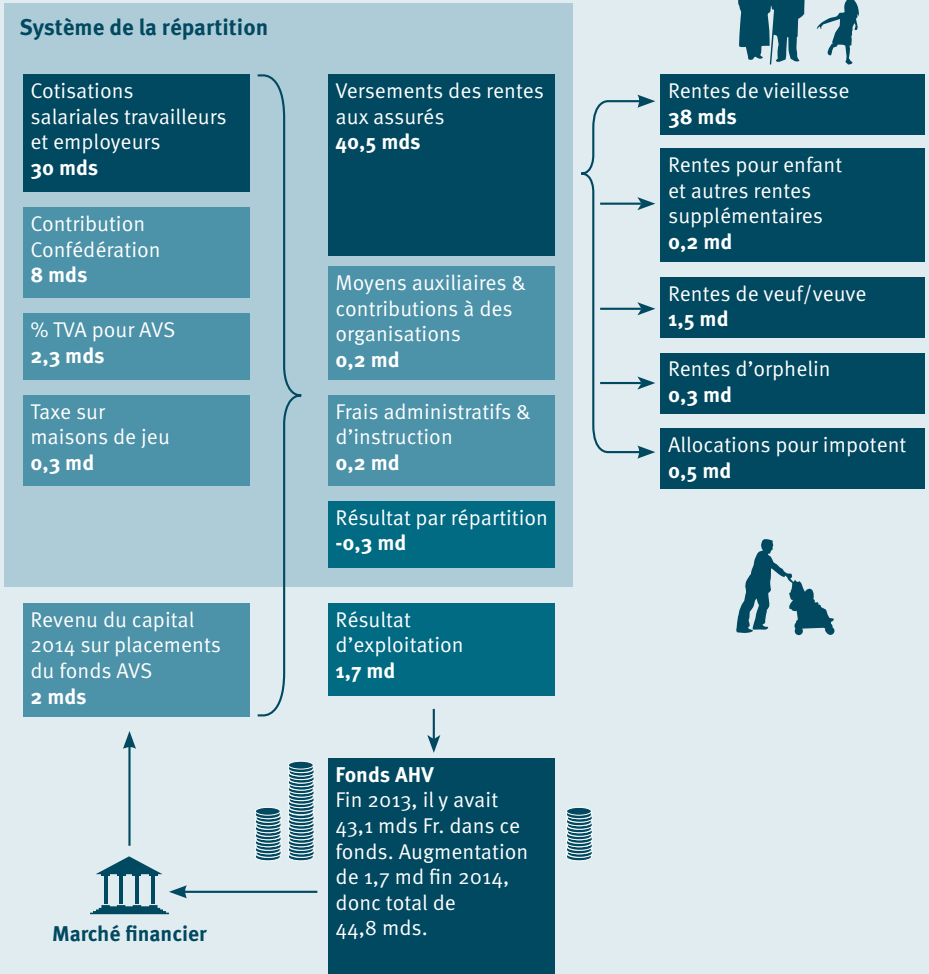 Système de la répartition
Cotisations
salariales travailleurs
et employeurs
30 mds
Contribution
Confédération
8 mds
% TVA pour AVS
2,3 mds
Taxe sur
maisons de jeu
0,3 md
Revenu du capital
2014 sur placements
du fonds AVS
2 mds
Versements des rentes
aux assurés
40,5 mds
Moyens auxiliaires &
contributions à des
organisations
0,2 md
Frais administratifs &
d'instruction
0,2 md
Résultat par répartition
-0,3 md
Résultat
d'exploitation
1,7 md
Fonds AHV
Fin 2013, il y avait
43,1 mds Fr. dans ce
fonds. Augmentation
de 1,7 md fin 2014,
donc total de
44,8 mds.
Marché financier
Rentes de vieillesse
38 mds
Rentes pour enfant
et autres rentes
supplémentaires
0,2 md
Rentes de veuf/veuve
1,5 md
Rentes d'orphelin
0,3 md
Allocations pour impotent
0,5 md